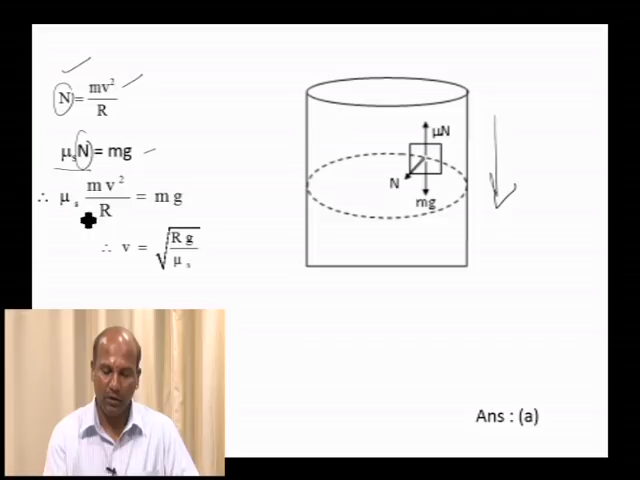 N = mv²/R
μₛN = mg
∴ μₛ mv²/R = mg
∴ v = √(Rg/μₛ)
μN
N
mg
Ans : (a)